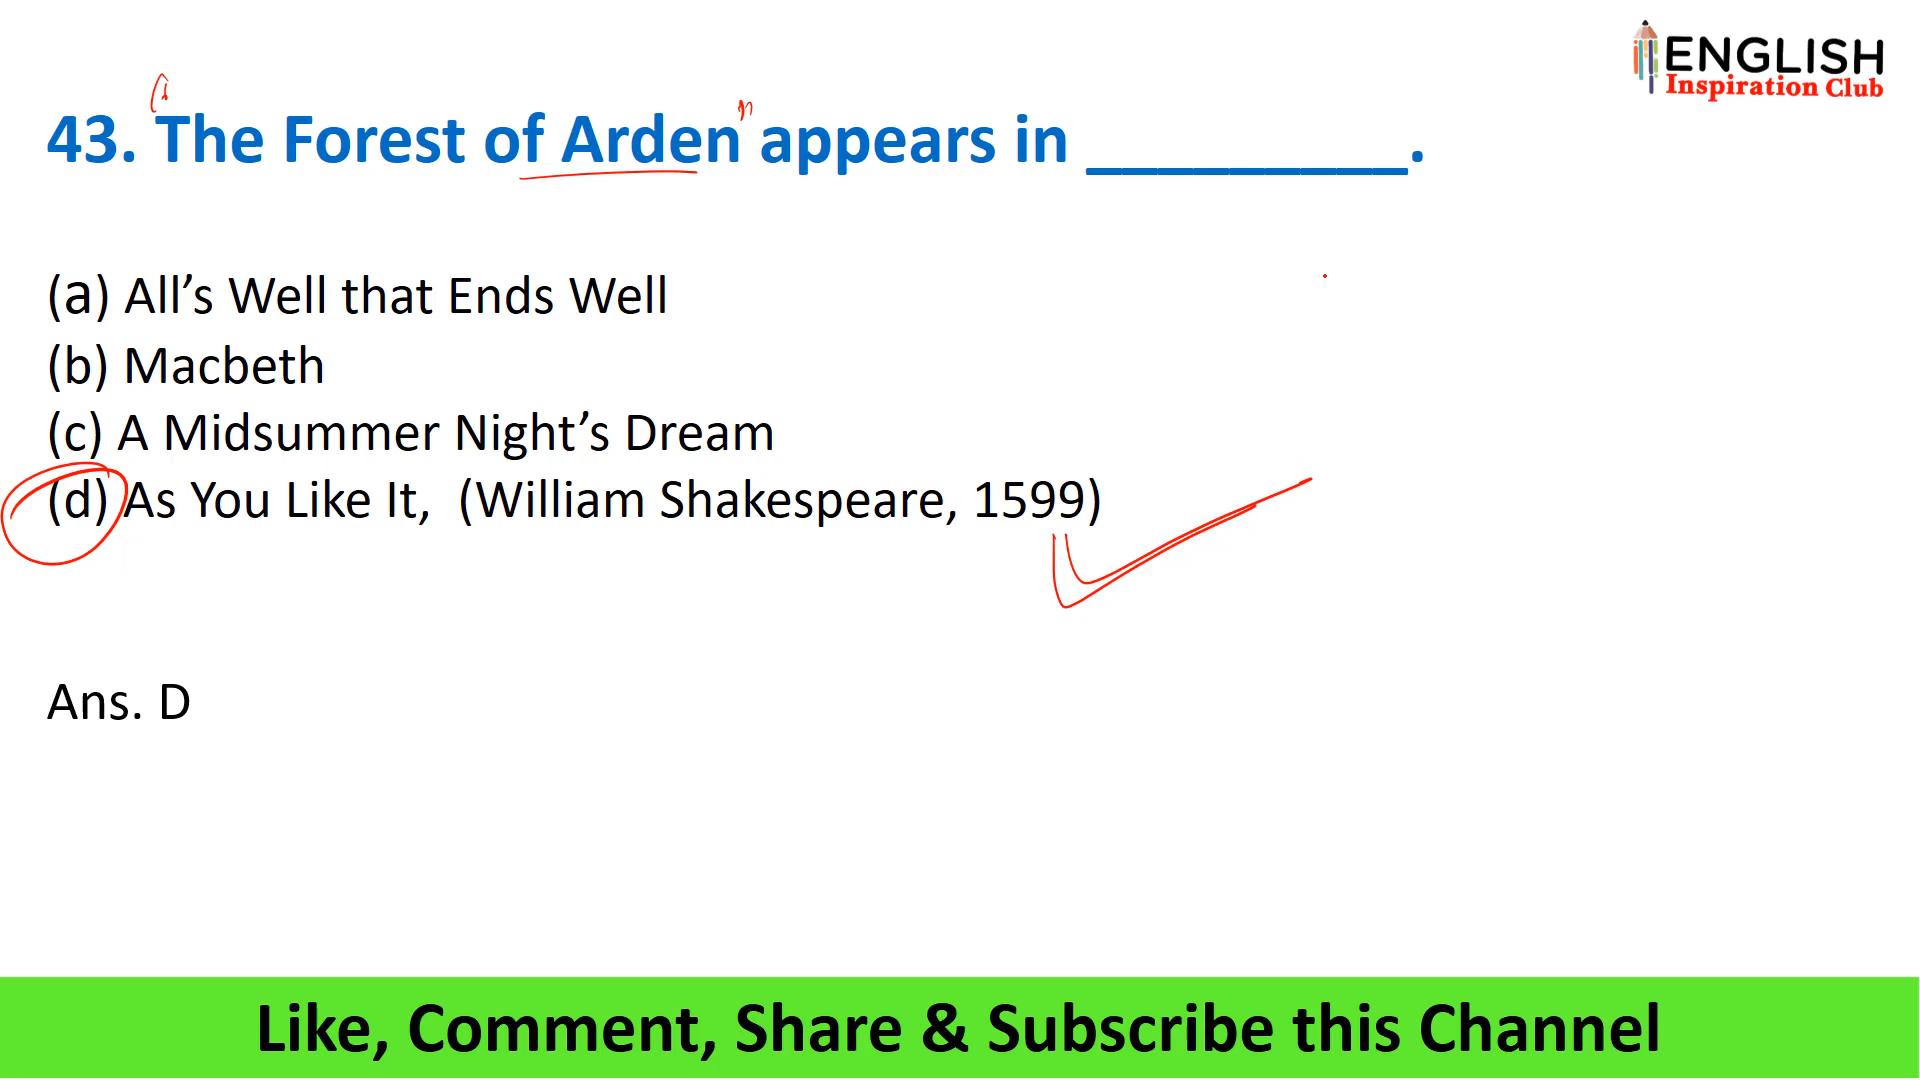 ENGLISH
Inspiration Club
43. The Forest of Arden appears in _________.
(a) All’s Well that Ends Well
(b) Macbeth
(c) A Midsummer Night’s Dream
(d) As You Like It, (William Shakespeare, 1599)
Ans. D
Like, Comment, Share & Subscribe this Channel